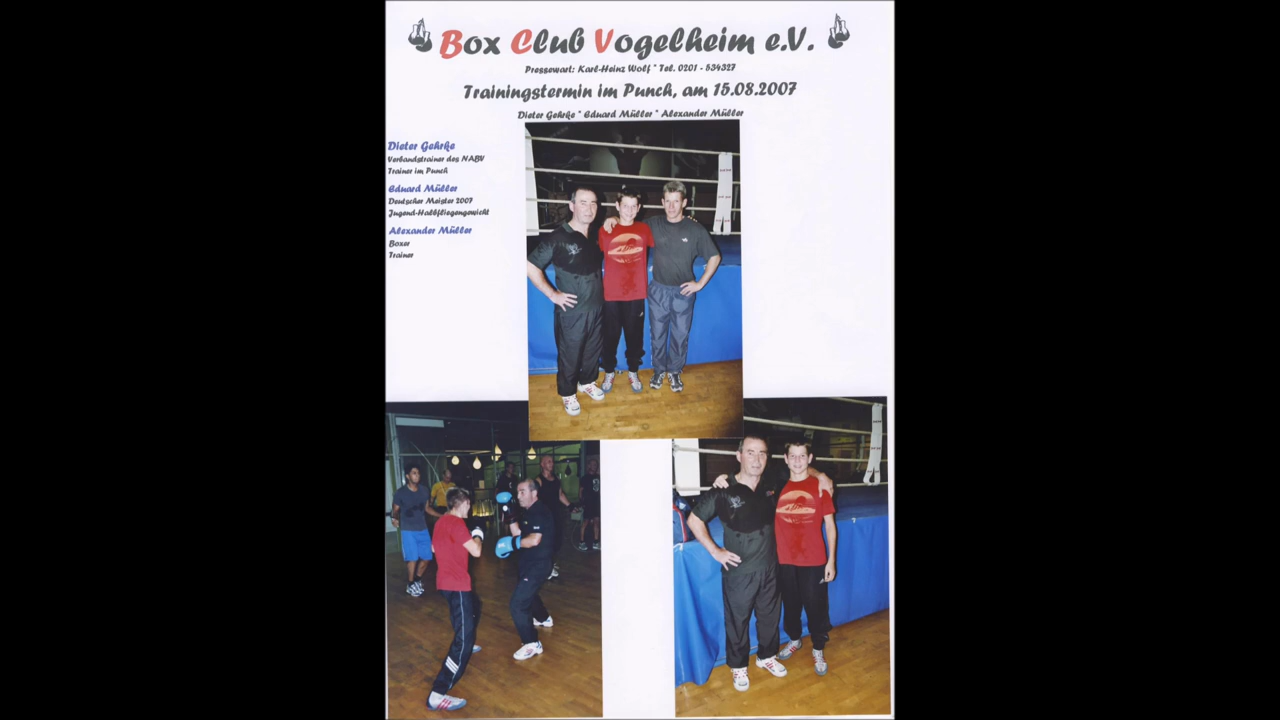 Box Club Vogelheim e.V.
Pressewart: Karl-Heinz Wolf * Tel. 0201 - 534327
Trainingstermin im Punch, am 15.08.2007
Dieter Gehrke * Eduard Müller * Alexander Müller
Dieter Gehrke
Verbandstrainer des NABV
Trainer im Punch
Eduard Müller
Deutscher Meister 2007
Jugend-Halbfliegengewicht
Alexander Müller
Boxer
Trainer